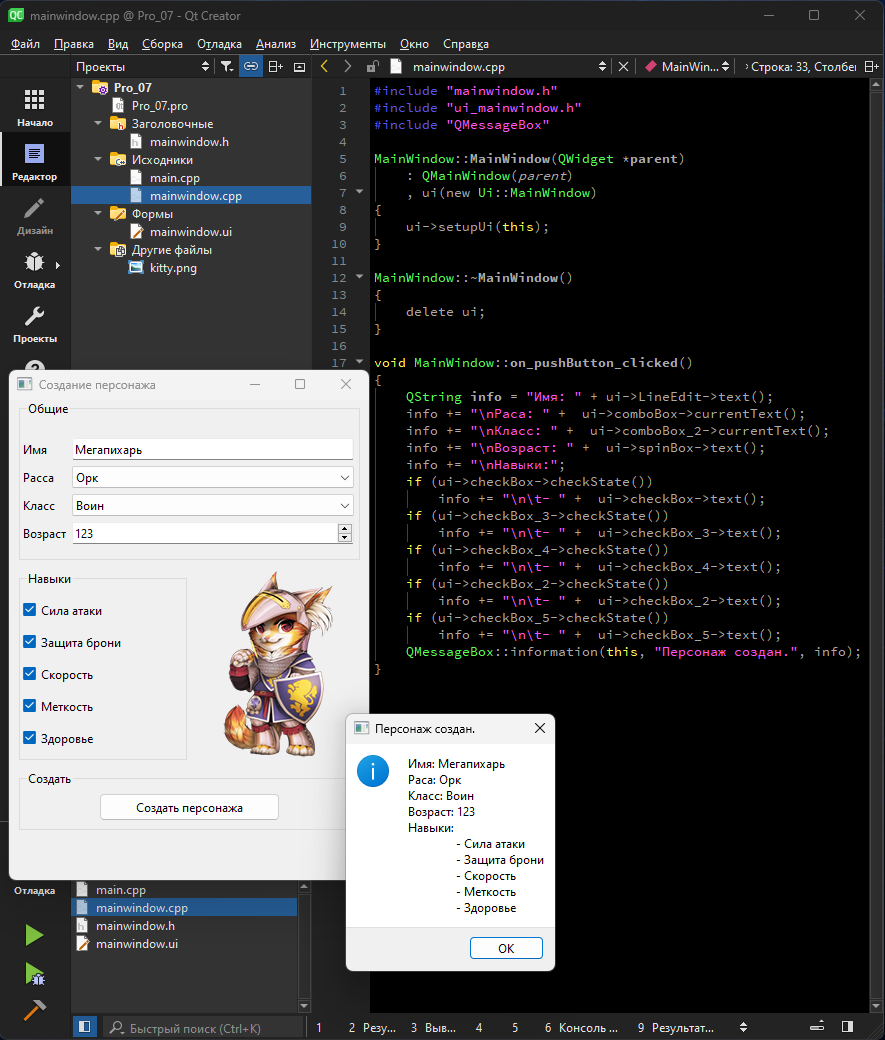 mainwindow.cpp @ Pro_07 - Qt Creator
Файл Правка Вид Сборка Отладка Анализ Инструменты Окно Справка
Проекты
mainwindow.cpp
MainWin...
Строка: 33, Столбец
Начало
Редактор
Дизайн
Отладка
Проекты
Pro_07
Pro_07.pro
Заголовочные
mainwindow.h
Исходники
main.cpp
mainwindow.cpp
Формы
mainwindow.ui
Другие файлы
kitty.png
1 #include "mainwindow.h"
2 #include "ui_mainwindow.h"
3 #include "QMessageBox"
4
5 MainWindow::MainWindow(QWidget *parent)
6 : QMainWindow(parent)
7 , ui(new Ui::MainWindow)
8 {
9 ui->setupUi(this);
10 }
11
12 MainWindow::~MainWindow()
13 {
14 delete ui;
15 }
16
17 void MainWindow::on_pushButton_clicked()
{
QString info = "Имя: " + ui->LineEdit->text();
info += "\nРаса: " + ui->comboBox->currentText();
info += "\nКласс: " + ui->comboBox_2->currentText();
info += "\nВозраст: " + ui->spinBox->text();
info += "\nНавыки:";
if (ui->checkBox->checkState())
info += "\n\t- " + ui->checkBox->text();
if (ui->checkBox_3->checkState())
info += "\n\t- " + ui->checkBox_3->text();
if (ui->checkBox_4->checkState())
info += "\n\t- " + ui->checkBox_4->text();
if (ui->checkBox_2->checkState())
info += "\n\t- " + ui->checkBox_2->text();
if (ui->checkBox_5->checkState())
info += "\n\t- " + ui->checkBox_5->text();
QMessageBox::information(this, "Персонаж создан.", info);
}
Создание персонажа
Общие
Имя Мегапихарь
Расса Орк
Класс Воин
Возраст 123
Навыки
Сила атаки
Защита брони
Скорость
Меткость
Здоровье
Создать
Создать персонажа
Персонаж создан.
Имя: Мегапихарь
Раса: Орк
Класс: Воин
Возраст: 123
Навыки:
- Сила атаки
- Защита брони
- Скорость
- Меткость
- Здоровье
OK
Отладка
main.cpp
mainwindow.cpp
mainwindow.h
mainwindow.ui
Быстрый поиск (Ctrl+K)
1 2 Резу... 3 Выв... 4 5 6 Консоль ... 9 Результат...